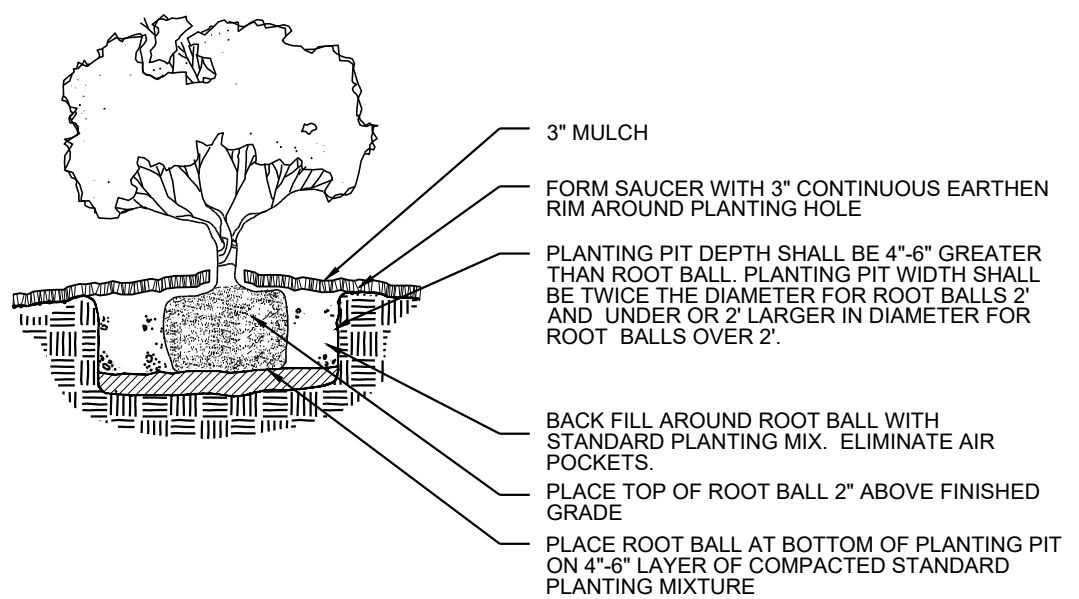 3" MULCH
FORM SAUCER WITH 3" CONTINUOUS EARTHEN
RIM AROUND PLANTING HOLE
PLANTING PIT DEPTH SHALL BE 4"-6" GREATER
THAN ROOT BALL. PLANTING PIT WIDTH SHALL
BE TWICE THE DIAMETER FOR ROOT BALLS 2'
AND UNDER OR 2' LARGER IN DIAMETER FOR
ROOT BALLS OVER 2'.
BACK FILL AROUND ROOT BALL WITH
STANDARD PLANTING MIX. ELIMINATE AIR
POCKETS.
PLACE TOP OF ROOT BALL 2" ABOVE FINISHED
GRADE
PLACE ROOT BALL AT BOTTOM OF PLANTING PIT
ON 4"-6" LAYER OF COMPACTED STANDARD
PLANTING MIXTURE